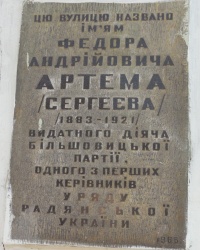 ЦЮ ВУЛИЦЮ НАЗВАНО
ІМ'ЯМ
ФЕДОРА
АНДРІЙОВИЧА
АРТЕМА
/СЕРГЕЄВА/
/1883-1921/
ВИДАТНОГО ДІЯЧА
БІЛЬШОВИЦЬКОЇ
ПАРТІЇ,
ОДНОГО З ПЕРШИХ
КЕРІВНИКІВ
УРЯДУ
РАДЯНСЬКОЇ
УКРАЇНИ